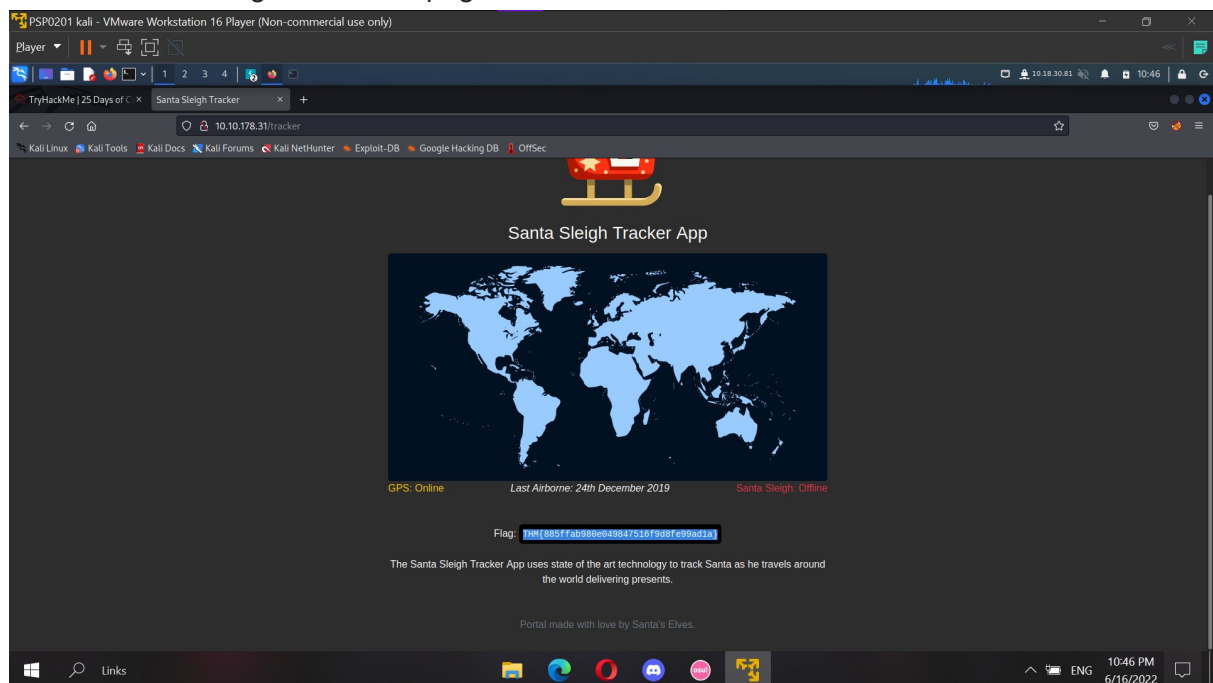 PSP0201 kali - VMware Workstation 16 Player (Non-commercial use only)
Player
1 2 3 4
10.18.30.81
10:46
TryHackMe | 25 Days of C
Santa Sleigh Tracker
10.10.178.31/tracker
Kali Linux Kali Tools Kali Docs Kali Forums Kali NetHunter Exploit-DB Google Hacking DB OffSec
Santa Sleigh Tracker App
GPS: Online Last Airborne: 24th December 2019 Santa Sleigh: Offline
Flag: THM{885ffab980e049847516f9d8fe99ad1a}
The Santa Sleigh Tracker App uses state of the art technology to track Santa as he travels around
the world delivering presents.
Portal made with love by Santa's Elves.
Links
osu!
ENG
10:46 PM
6/16/2022